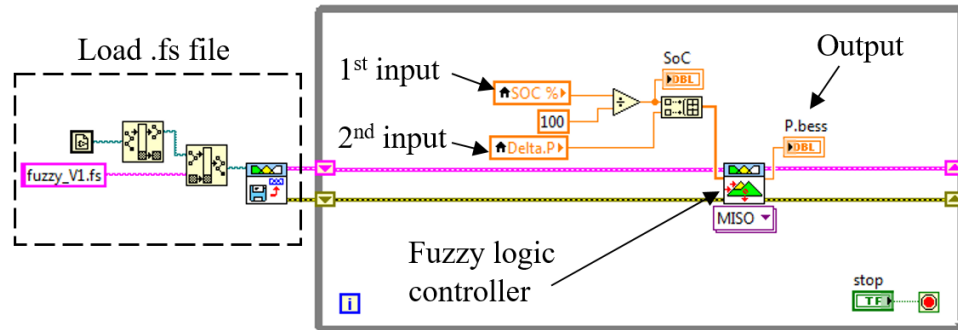 Load .fs file
fuzzy_V1.fs
1st input
SOC %
100
2nd input
Delta.P
SoC
DBL
Output
P.bess
DBL
MISO
Fuzzy logic
controller
i
stop
TF